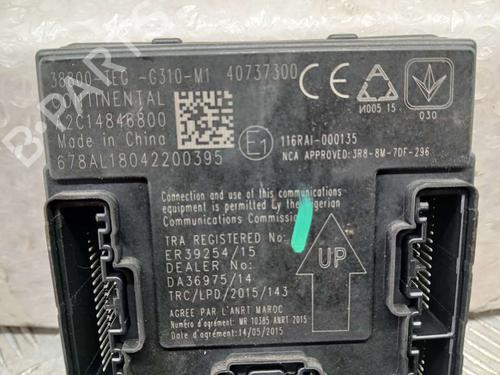 38800-TEG -G310-M1 40737300
CONTINENTAL
A2C14848800
Made in China
678AL18042200395
CE
И005 15
030
E1
116RAI-000135
NCA APPROVED: 3R8-8M-7DF-296
Connection and use of this communications
equipment is permitted by the Nigerian
Communications Commission
TRA REGISTERED No:
ER39254/15
DEALER No:
DA36975/14
TRC/LPD/2015/143
UP
AGREE PAR L'ANRT MAROC
Numéro d'agrément: MR 10385 ANRT 2015
Date d'agrément: 14/05/2015